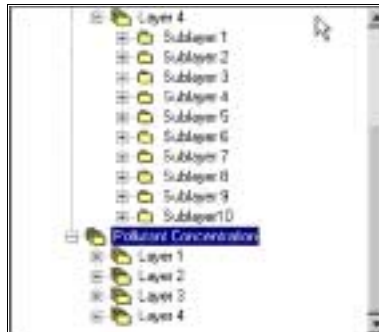 Layer 4
Sublayer 1
Sublayer 2
Sublayer 3
Sublayer 4
Sublayer 5
Sublayer 6
Sublayer 7
Sublayer 8
Sublayer 9
Sublayer10
Pollutant Concentration
Layer 1
Layer 2
Layer 3
Layer 4